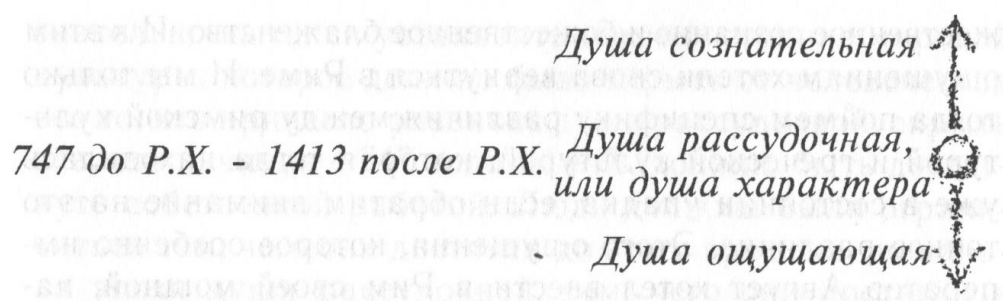 Душа сознательная
747 до Р.Х. – 1413 после Р.Х.
Душа рассудочная,
или душа характера
Душа ощущающая